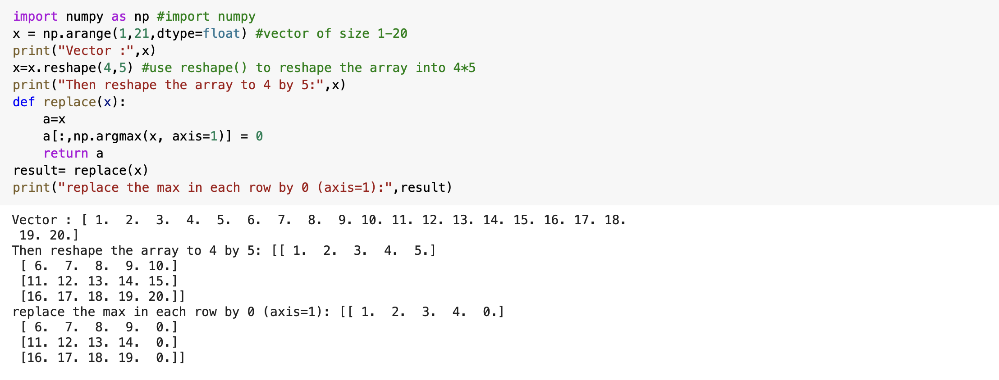 import numpy as np #import numpy
x = np.arange(1,21,dtype=float) #vector of size 1-20
print("Vector :",x)
x=x.reshape(4,5) #use reshape() to reshape the array into 4*5
print("Then reshape the array to 4 by 5:",x)
def replace(x):
    a=x
    a[:,np.argmax(x, axis=1)] = 0
    return a
result= replace(x)
print("replace the max in each row by 0 (axis=1):",result)
Vector : [ 1.  2.  3.  4.  5.  6.  7.  8.  9. 10. 11. 12. 13. 14. 15. 16. 17. 18.
 19. 20.]
Then reshape the array to 4 by 5: [[ 1.  2.  3.  4.  5.]
 [ 6.  7.  8.  9. 10.]
 [11. 12. 13. 14. 15.]
 [16. 17. 18. 19. 20.]]
replace the max in each row by 0 (axis=1): [[ 1.  2.  3.  4.  0.]
 [ 6.  7.  8.  9.  0.]
 [11. 12. 13. 14.  0.]
 [16. 17. 18. 19.  0.]]